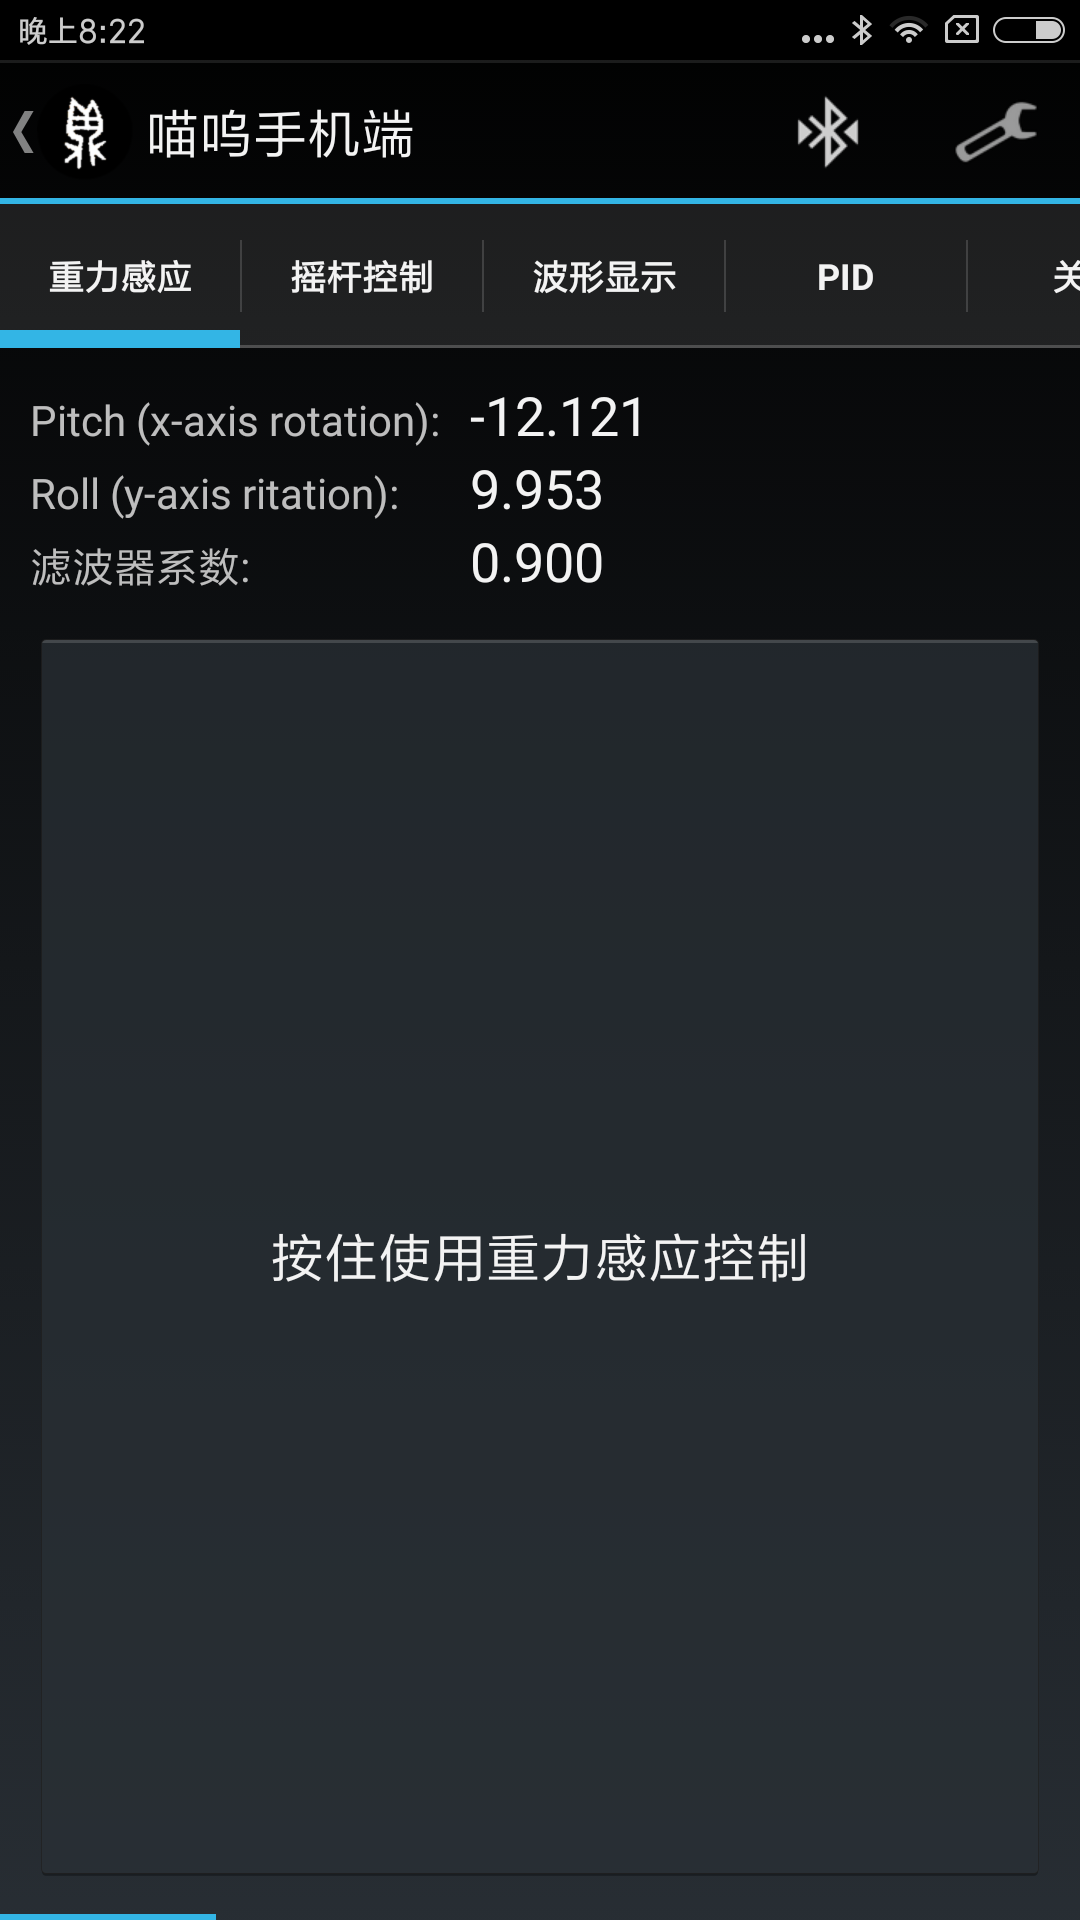 晚上8:22
喵呜手机端
重力感应 摇杆控制 波形显示 PID 关
Pitch (x-axis rotation): -12.121
Roll (y-axis ritation): 9.953
滤波器系数: 0.900
按住使用重力感应控制